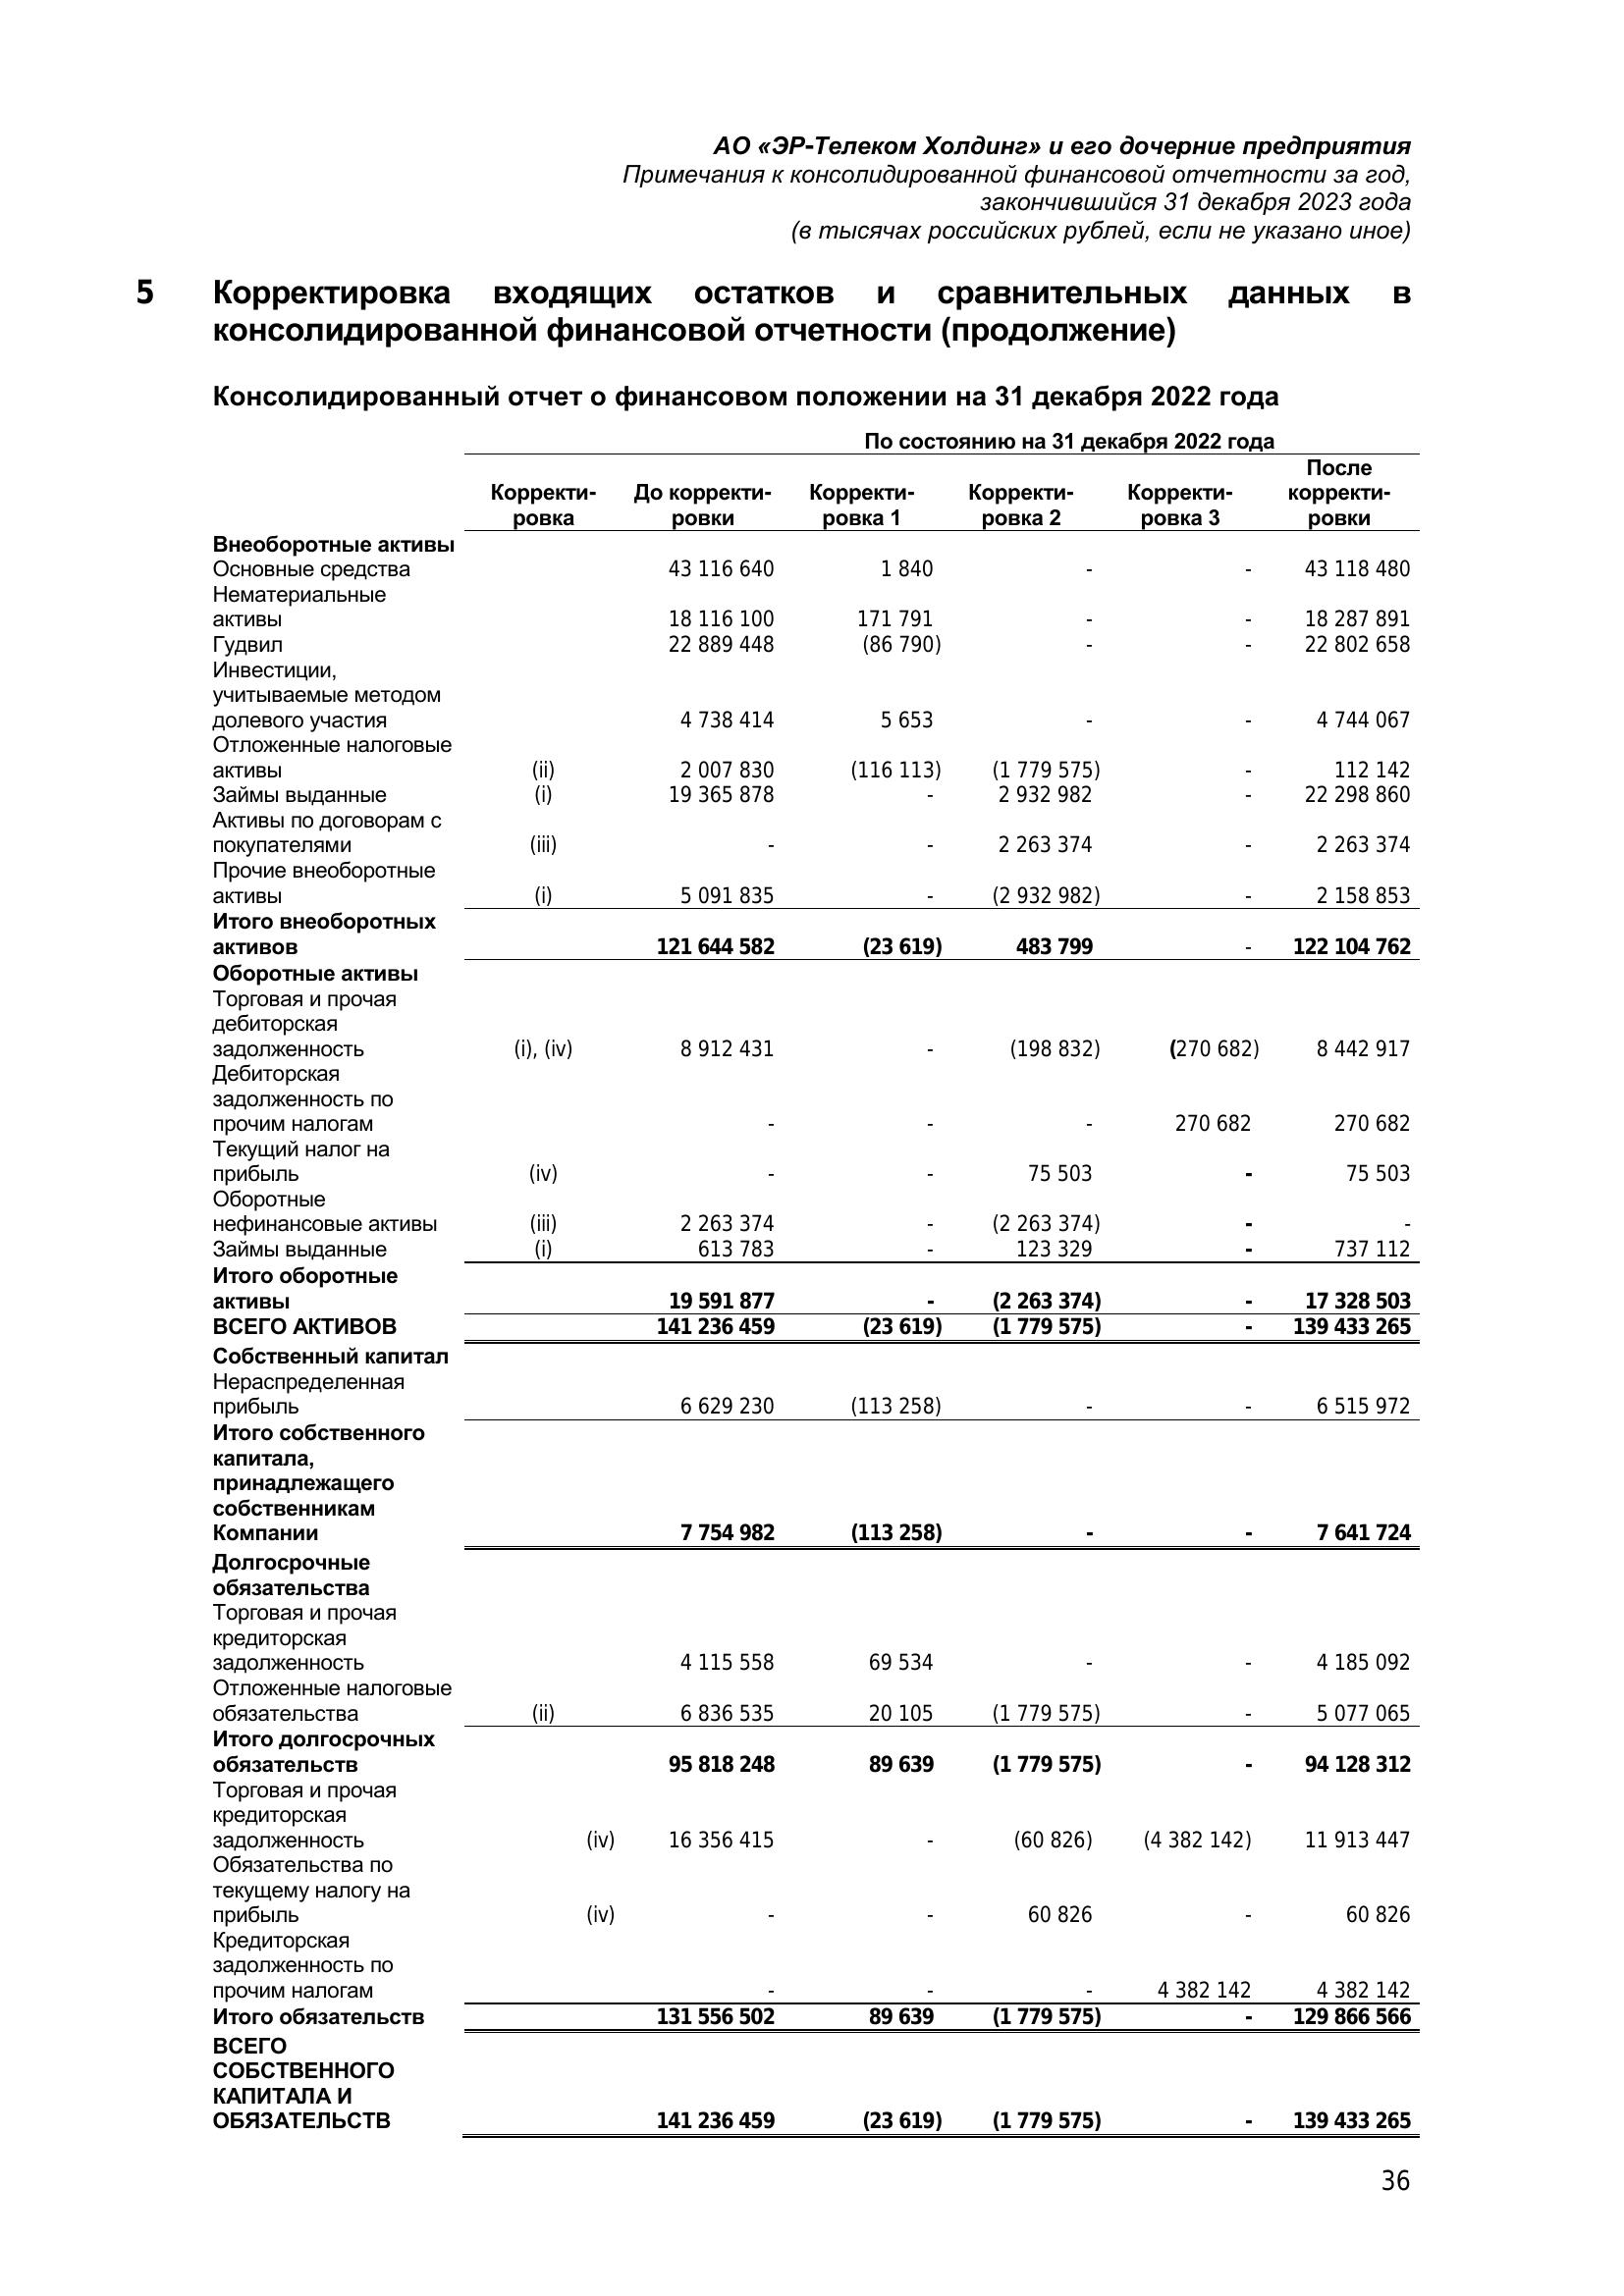 АО «ЭР-Телеком Холдинг» и его дочерние предприятия
Примечания к консолидированной финансовой отчетности за год,
закончившийся 31 декабря 2023 года
(в тысячах российских рублей, если не указано иное)
5 Корректировка входящих остатков и сравнительных данных в
консолидированной финансовой отчетности (продолжение)
Консолидированный отчет о финансовом положении на 31 декабря 2022 года
По состоянию на 31 декабря 2022 года
После
Корректи- До корректи- Корректи- Корректи- Корректи- корректи-
ровка ровки ровка 1 ровка 2 ровка 3 ровки
Внеоборотные активы
Основные средства 43 116 640 1 840 - - 43 118 480
Нематериальные
активы 18 116 100 171 791 - - 18 287 891
Гудвил 22 889 448 (86 790) - - 22 802 658
Инвестиции,
учитываемые методом
долевого участия 4 738 414 5 653 - - 4 744 067
Отложенные налоговые
активы (ii) 2 007 830 (116 113) (1 779 575) - 112 142
Займы выданные (i) 19 365 878 - 2 932 982 - 22 298 860
Активы по договорам с
покупателями (iii) - - 2 263 374 - 2 263 374
Прочие внеоборотные
активы (i) 5 091 835 - (2 932 982) - 2 158 853
Итого внеоборотных
активов 121 644 582 (23 619) 483 799 - 122 104 762
Оборотные активы
Торговая и прочая
дебиторская
задолженность (i), (iv) 8 912 431 - (198 832) (270 682) 8 442 917
Дебиторская
задолженность по
прочим налогам - - - 270 682 270 682
Текущий налог на
прибыль (iv) - - 75 503 - 75 503
Оборотные
нефинансовые активы (iii) 2 263 374 - (2 263 374) - -
Займы выданные (i) 613 783 - 123 329 - 737 112
Итого оборотные
активы 19 591 877 - (2 263 374) - 17 328 503
ВСЕГО АКТИВОВ 141 236 459 (23 619) (1 779 575) - 139 433 265
Собственный капитал
Нераспределенная
прибыль 6 629 230 (113 258) - - 6 515 972
Итого собственного
капитала,
принадлежащего
собственникам
Компании 7 754 982 (113 258) - - 7 641 724
Долгосрочные
обязательства
Торговая и прочая
кредиторская
задолженность 4 115 558 69 534 - - 4 185 092
Отложенные налоговые
обязательства (ii) 6 836 535 20 105 (1 779 575) - 5 077 065
Итого долгосрочных
обязательств 95 818 248 89 639 (1 779 575) - 94 128 312
Торговая и прочая
кредиторская
задолженность (iv) 16 356 415 - (60 826) (4 382 142) 11 913 447
Обязательства по
текущему налогу на
прибыль (iv) - - 60 826 - 60 826
Кредиторская
задолженность по
прочим налогам - - - 4 382 142 4 382 142
Итого обязательств 131 556 502 89 639 (1 779 575) - 129 866 566
ВСЕГО
СОБСТВЕННОГО
КАПИТАЛА И
ОБЯЗАТЕЛЬСТВ 141 236 459 (23 619) (1 779 575) - 139 433 265
36